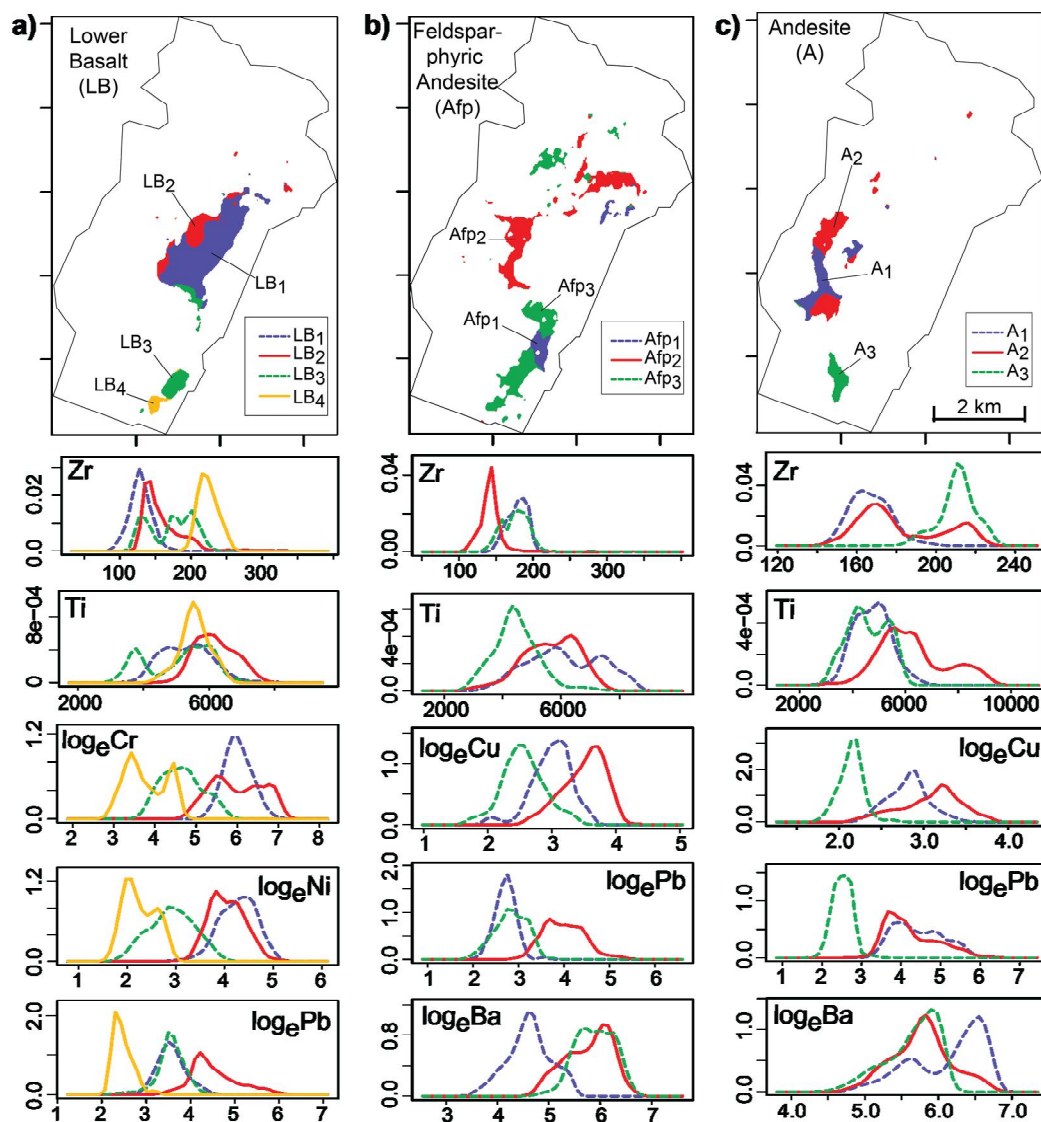 a)
Lower
Basalt
(LB)
LB2
LB1
LB3
LB4
LB1
LB2
LB3
LB4
b)
Feldspar-
phyric
Andesite
(Afp)
Afp2
Afp3
Afp1
Afp1
Afp2
Afp3
c)
Andesite
(A)
A2
A1
A3
A1
A2
A3
2 km
Zr
0.0 0.02
100 200 300
Ti
0 8e−04
2000 6000
logeCr
0.0 1.2
2 3 4 5 6 7 8
logeNi
0.0 1.2
1 2 3 4 5 6
logePb
0.0 2.0
1 2 3 4 5 6 7
Zr
0.00 0.04
50 100 200 300
Ti
0.0 4e−04
2000 6000
logeCu
0.0 1.0
1 2 3 4 5
logePb
0.0 1.0 2.0
1 2 3 4 5 6
logeBa
0.0 0.8
3 4 5 6 7
Zr
0.0 0.04
120 160 200 240
Ti
0.0 4e−04
2000 6000 10000
logeCu
0.0 2.0
2.0 3.0 4.0
logePb
0.0 1.0
1 2 3 4 5 6 7
logeBa
0.0 1.0
4.0 5.0 6.0 7.0